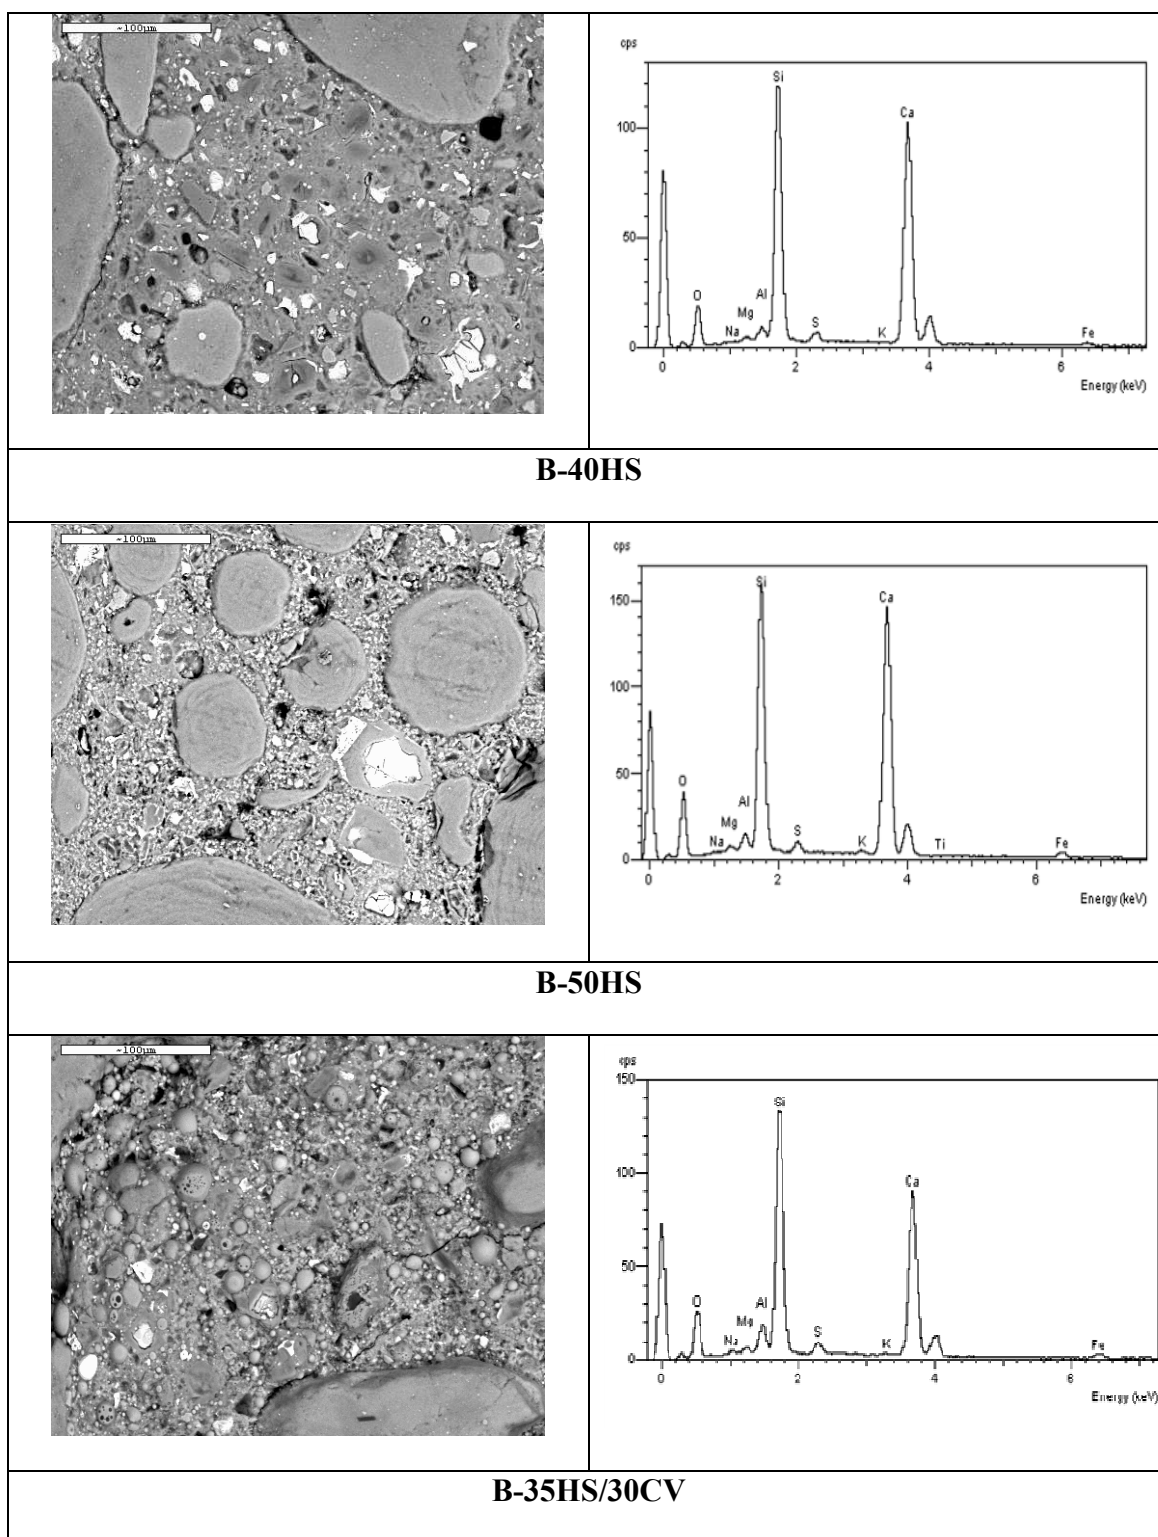 ~100µm
cps
Si
Ca
100
50
O
Na
Mg
Al
S
K
Fe
0
0
2
4
6
Energy (keV)
B-40HS
~100µm
cps
Si
Ca
150
100
50
O
Na
Mg
Al
S
K
Ti
Fe
0
0
2
4
6
Energy (keV)
B-50HS
~100µm
cps
150
Si
Ca
100
50
O
Na
Mg
Al
S
K
Fe
0
0
2
4
6
Energy (keV)
B-35HS/30CV